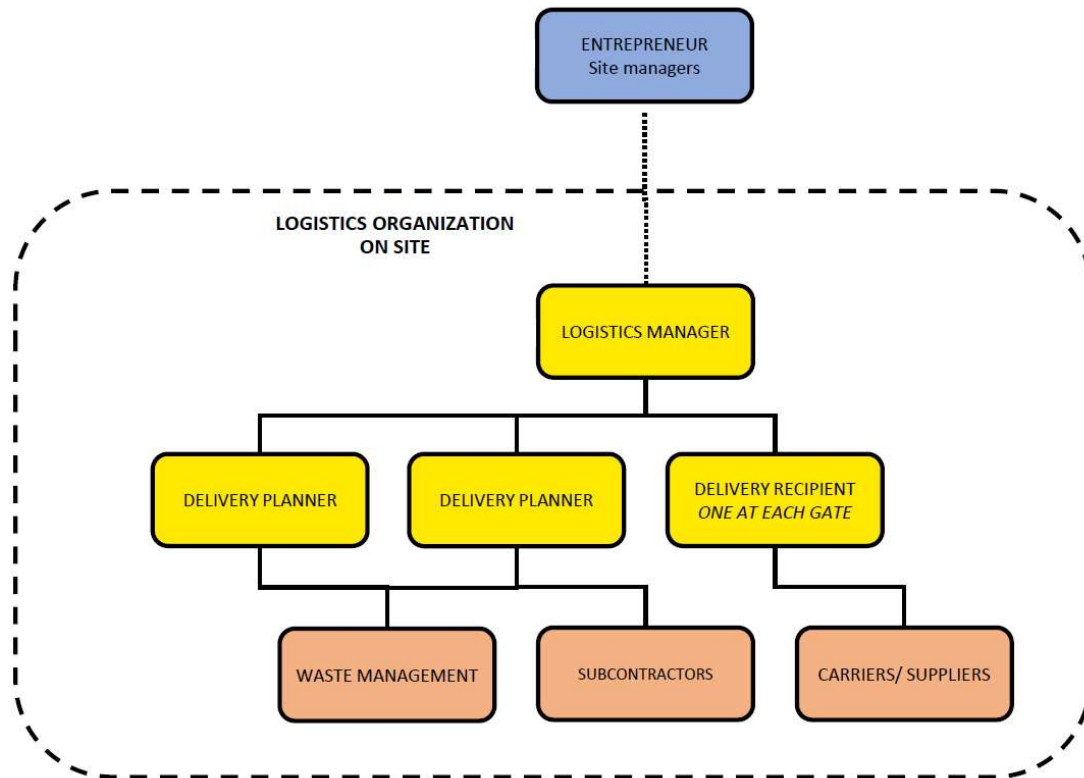 ENTREPRENEUR
Site managers
LOGISTICS ORGANIZATION
ON SITE
LOGISTICS MANAGER
DELIVERY PLANNER
DELIVERY PLANNER
DELIVERY RECIPIENT
ONE AT EACH GATE
WASTE MANAGEMENT
SUBCONTRACTORS
CARRIERS/ SUPPLIERS